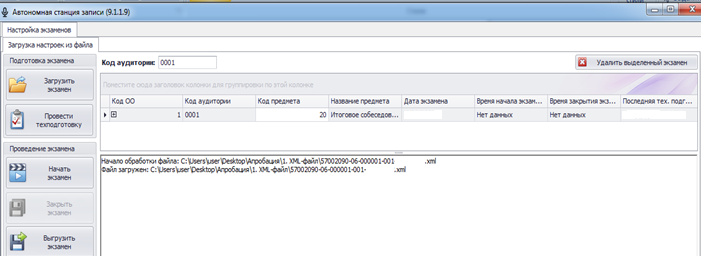 Автономная станция записи (9.1.1.9)
Настройка экзаменов
Загрузка настроек из файла
Подготовка экзамена
Загрузить экзамен
Провести техподготовку
Проведение экзамена
Начать экзамен
Закрыть экзамен
Выгрузить экзамен
Код аудитории: 0001
Удалить выделенный экзамен
Поместите сюда заголовок колонки для группировки по этой колонке
Код ОО Код аудитории Код предмета Название предмета Дата экзамена Время начала экзам... Время закрытия экз... Последняя тех. подг...
1 0001 20 Итоговое собеседов... Нет данных Нет данных
Начало обработки файла: C:\Users\user\Desktop\Апробация\1. XML-файл\57002090-06-000001-001 .xml
Файл загружен: C:\Users\user\Desktop\Апробация\1. XML-файл\57002090-06-000001-001- .xml